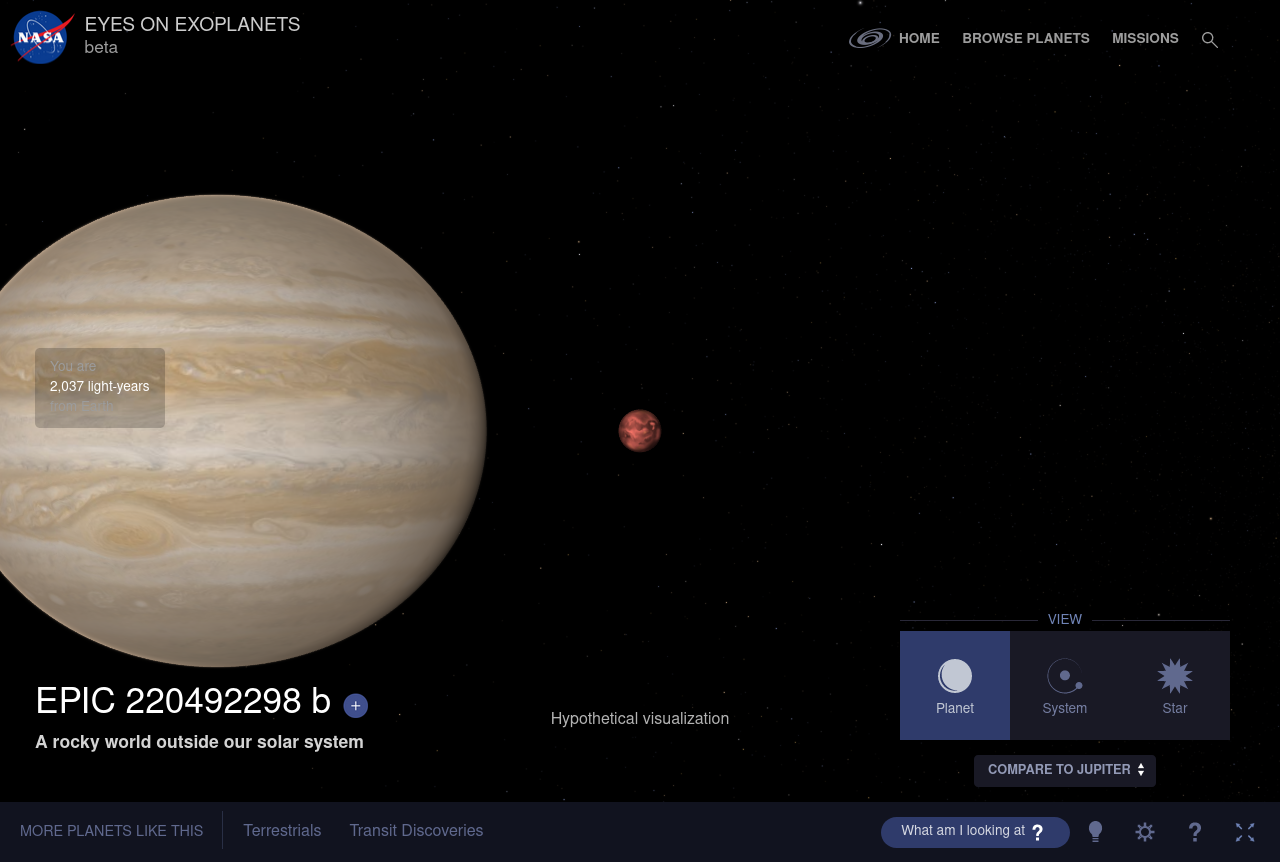 NASA
EYES ON EXOPLANETS
beta
HOME
BROWSE PLANETS
MISSIONS
You are
2,037 light-years
from Earth
EPIC 220492298 b +
A rocky world outside our solar system
Hypothetical visualization
VIEW
Planet
System
Star
COMPARE TO JUPITER
MORE PLANETS LIKE THIS
Terrestrials
Transit Discoveries
What am I looking at ?
?